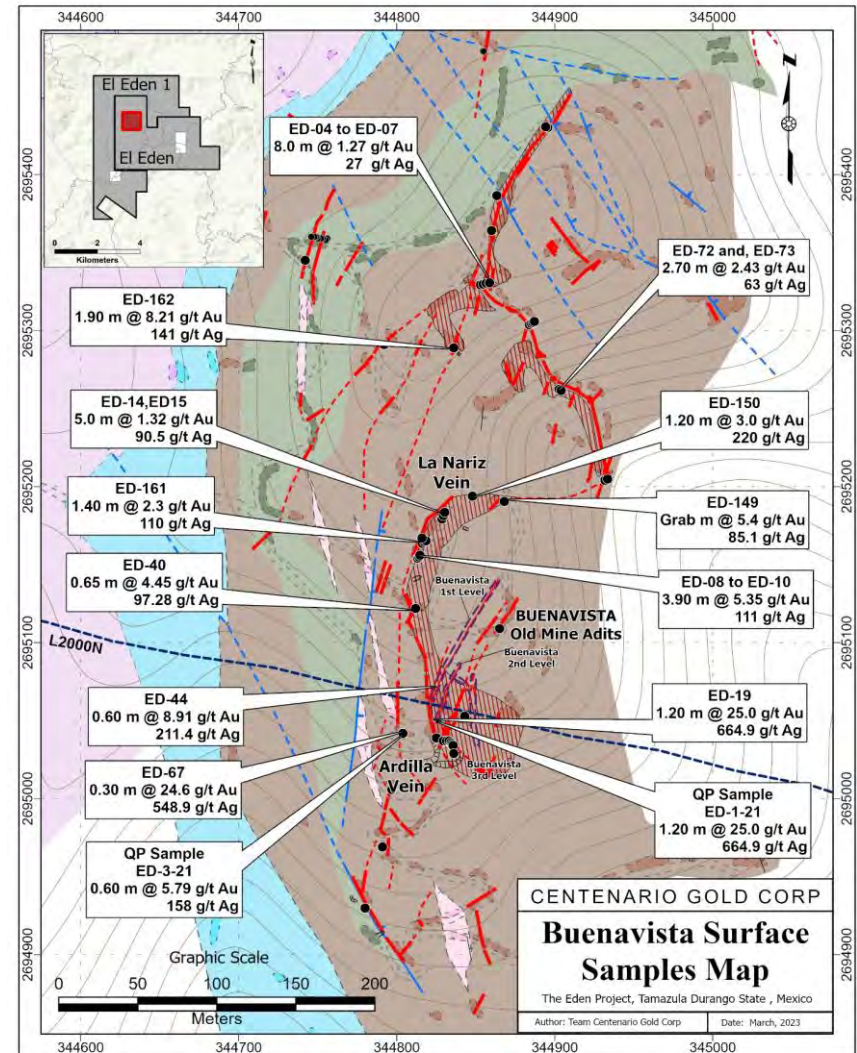 344600
344700
344800
344900
345000
2695400
2695300
2695200
2695100
2695000
2694900
El Eden 1
El Eden
0 2 4
Kilometers
ED-04 to ED-07
8.0 m @ 1.27 g/t Au
27 g/t Ag
ED-72 and, ED-73
2.70 m @ 2.43 g/t Au
63 g/t Ag
ED-162
1.90 m @ 8.21 g/t Au
141 g/t Ag
ED-14,ED15
5.0 m @ 1.32 g/t Au
90.5 g/t Ag
ED-150
1.20 m @ 3.0 g/t Au
220 g/t Ag
La Nariz
Vein
ED-161
1.40 m @ 2.3 g/t Au
110 g/t Ag
ED-149
Grab m @ 5.4 g/t Au
85.1 g/t Ag
ED-40
0.65 m @ 4.45 g/t Au
97.28 g/t Ag
ED-08 to ED-10
3.90 m @ 5.35 g/t Au
111 g/t Ag
Buenavista
1st Level
BUENAVISTA
Old Mine Adits
Buenavista
2nd Level
L2000N
ED-44
0.60 m @ 8.91 g/t Au
211.4 g/t Ag
ED-19
1.20 m @ 25.0 g/t Au
664.9 g/t Ag
ED-67
0.30 m @ 24.6 g/t Au
548.9 g/t Ag
Ardilla
Vein
Buenavista
3rd Level
QP Sample
ED-1-21
1.20 m @ 25.0 g/t Au
664.9 g/t Ag
QP Sample
ED-3-21
0.60 m @ 5.79 g/t Au
158 g/t Ag
Graphic Scale
0 50 100 150 200
Meters
CENTENARIO GOLD CORP
Buenavista Surface
Samples Map
The Eden Project, Tamazula Durango State , Mexico
Author: Team Centenario Gold Corp
Date: March, 2023
344600
344700
344800
344900
345000
2695400
2695300
2695200
2695100
2695000
2694900